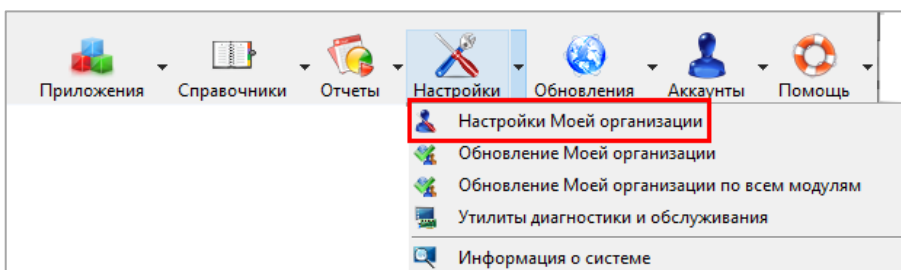 Приложения Справочники Отчеты Настройки Обновления Аккаунты Помощь
Настройки Моей организации
Обновление Моей организации
Обновление Моей организации по всем модулям
Утилиты диагностики и обслуживания
Информация о системе